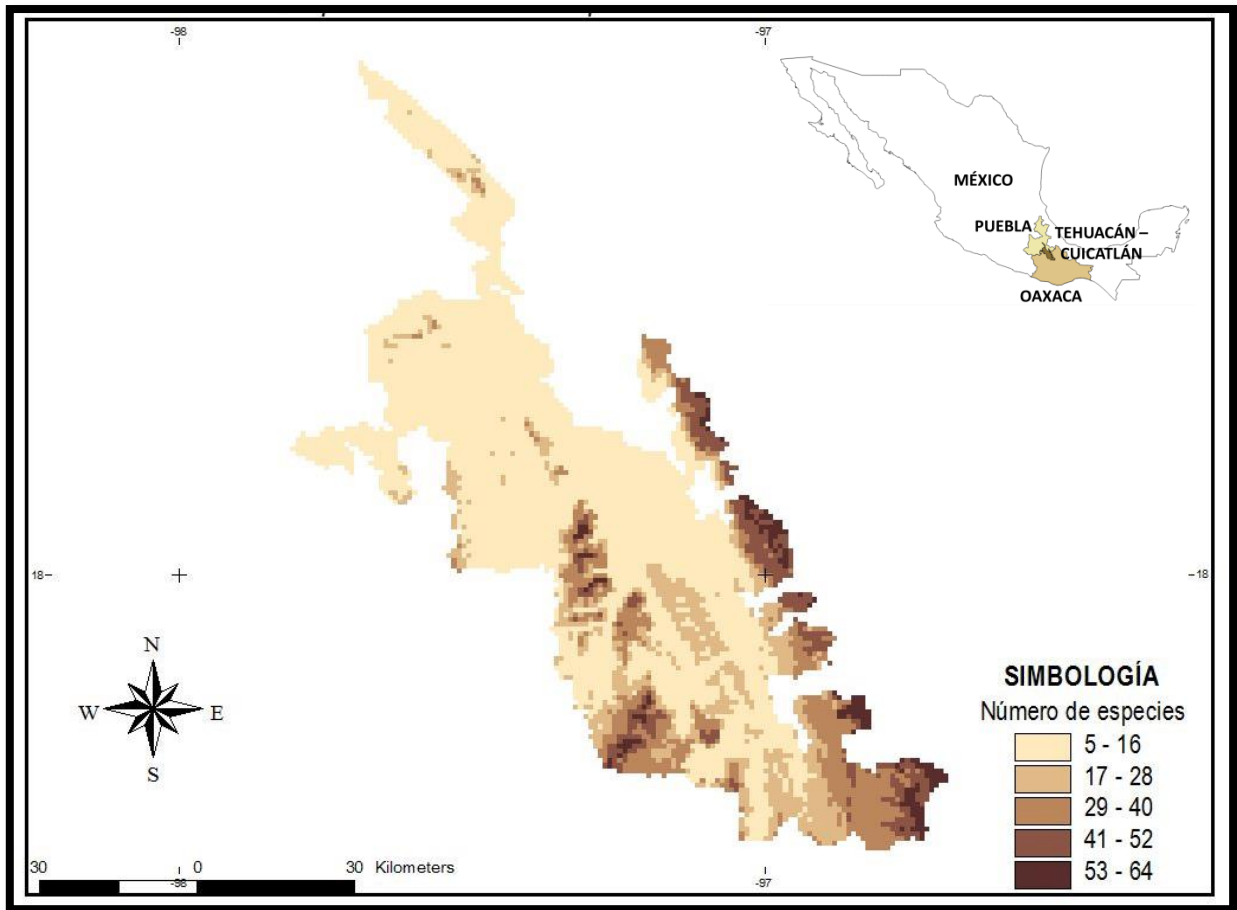 -98
-97
MÉXICO
PUEBLA
TEHUACÁN –
CUICATLÁN
OAXACA
18
18
N
W
E
S
SIMBOLOGÍA
Número de especies
5 - 16
17 - 28
29 - 40
41 - 52
53 - 64
30
0
30
Kilometers
-98
-97